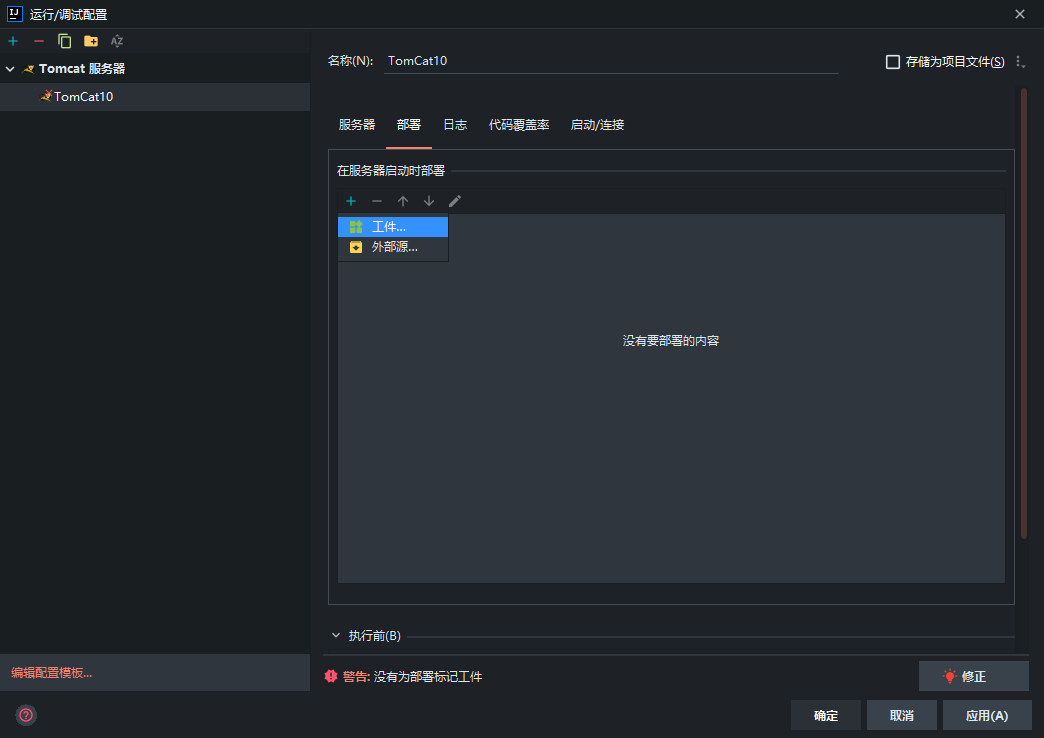 运行/调试配置
Tomcat 服务器
TomCat10
名称(N): TomCat10
存储为项目文件(S)
服务器 部署 日志 代码覆盖率 启动/连接
在服务器启动时部署
工件...
外部源...
没有要部署的内容
执行前(B)
编辑配置模板...
警告: 没有为部署标记工件
修正
确定 取消 应用(A)